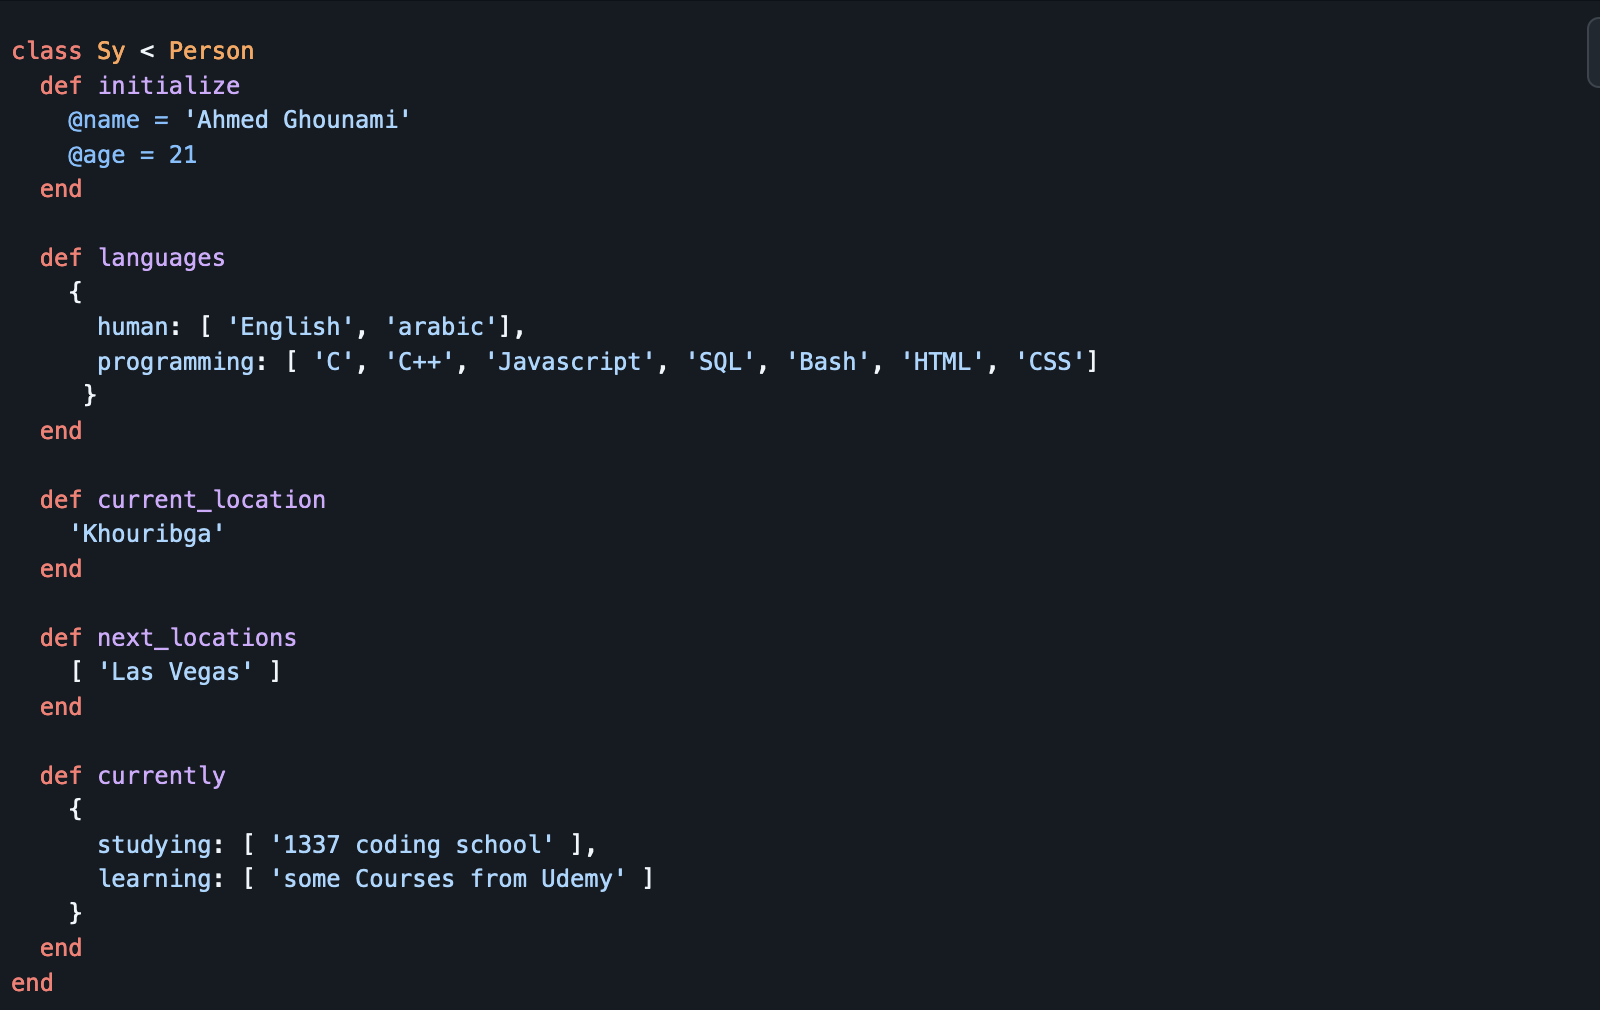 class Sy < Person
  def initialize
    @name = 'Ahmed Ghounami'
    @age = 21
  end

  def languages
    {
      human: [ 'English', 'arabic'],
      programming: [ 'C', 'C++', 'Javascript', 'SQL', 'Bash', 'HTML', 'CSS']
     }
  end

  def current_location
    'Khouribga'
  end

  def next_locations
    [ 'Las Vegas' ]
  end

  def currently
    {
      studying: [ '1337 coding school' ],
      learning: [ 'some Courses from Udemy' ]
    }
  end
end